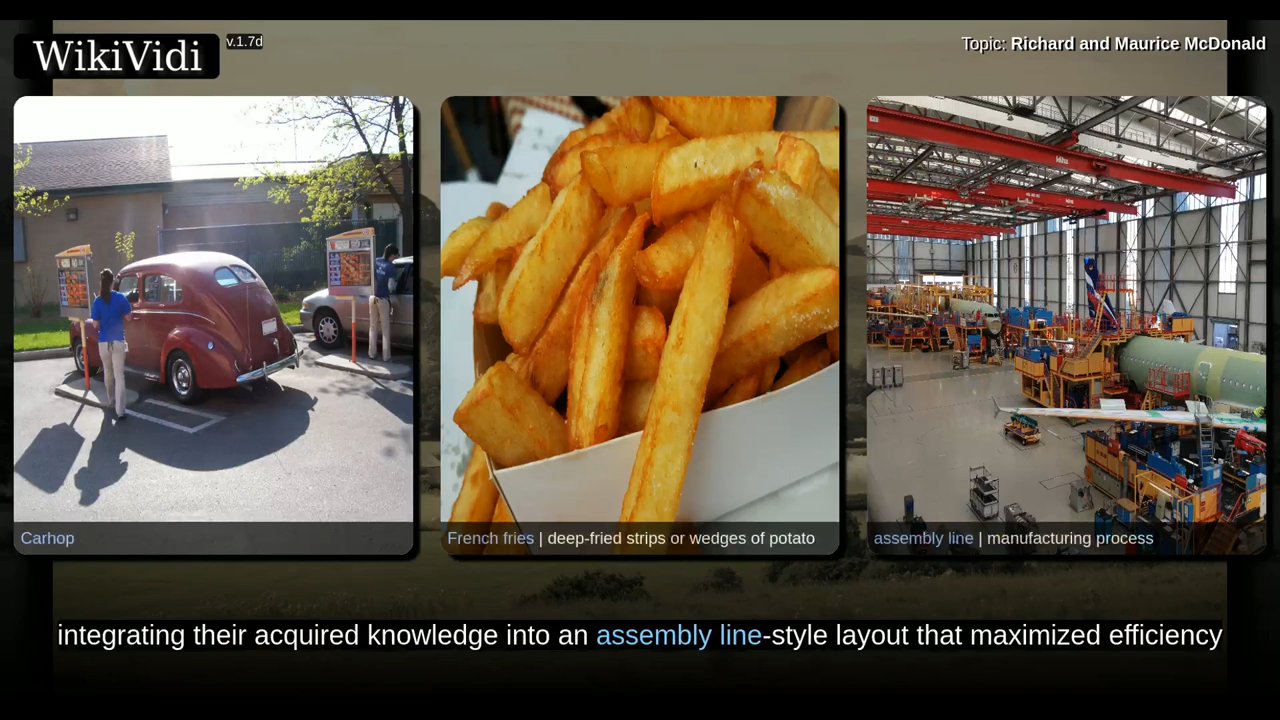 WikiVidi
v.1.7d
Topic: Richard and Maurice McDonald
Carhop
French fries | deep-fried strips or wedges of potato
assembly line | manufacturing process
integrating their acquired knowledge into an assembly line-style layout that maximized efficiency